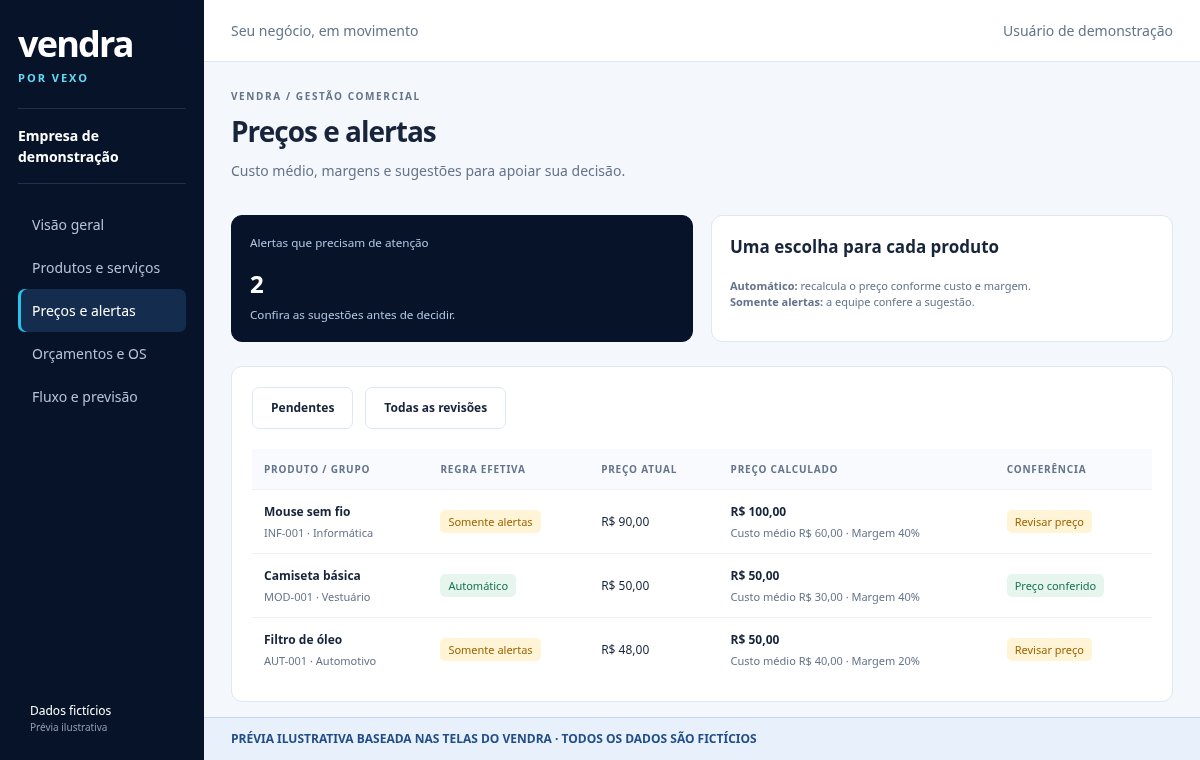 vendra
POR VEXO
Empresa de
demonstração
Visão geral
Produtos e serviços
Preços e alertas
Orçamentos e OS
Fluxo e previsão
Dados fictícios
Prévia ilustrativa
Seu negócio, em movimento
Usuário de demonstração
VENDRA / GESTÃO COMERCIAL
Preços e alertas
Custo médio, margens e sugestões para apoiar sua decisão.
Alertas que precisam de atenção
2
Confira as sugestões antes de decidir.
Uma escolha para cada produto
Automático: recalcula o preço conforme custo e margem.
Somente alertas: a equipe confere a sugestão.
Pendentes
Todas as revisões
PRODUTO / GRUPO REGRA EFETIVA PREÇO ATUAL PREÇO CALCULADO CONFERÊNCIA
Mouse sem fio
INF-001 · Informática
Somente alertas
R$ 90,00
R$ 100,00
Custo médio R$ 60,00 · Margem 40%
Revisar preço
Camiseta básica
MOD-001 · Vestuário
Automático
R$ 50,00
R$ 50,00
Custo médio R$ 30,00 · Margem 40%
Preço conferido
Filtro de óleo
AUT-001 · Automotivo
Somente alertas
R$ 48,00
R$ 50,00
Custo médio R$ 40,00 · Margem 20%
Revisar preço
PRÉVIA ILUSTRATIVA BASEADA NAS TELAS DO VENDRA · TODOS OS DADOS SÃO FICTÍCIOS